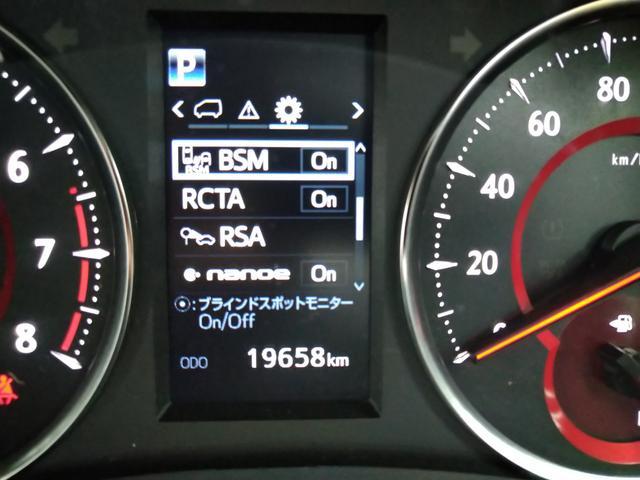 P
BSM BSM On
RCTA On
RSA
nanoe On
:ブラインドスポットモニター
On/Off
ODO 19658km
6
7
8
0
20
40
60
80